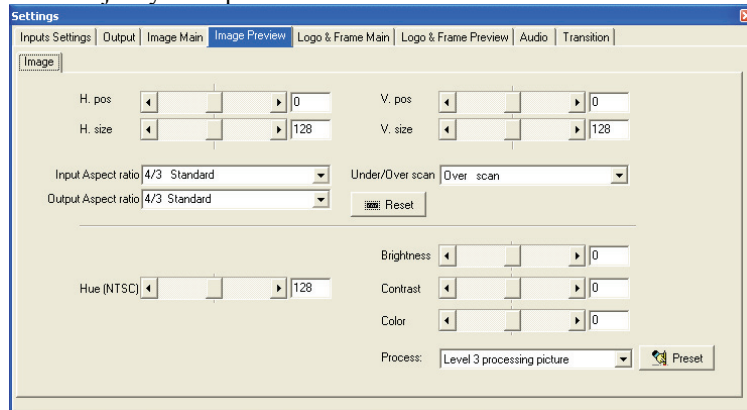 Settings
Inputs Settings Output Image Main Image Preview Logo & Frame Main Logo & Frame Preview Audio Transition
Image
H. pos 0 V. pos 0
H. size 128 V. size 128
Input Aspect ratio 4/3 Standard Under/Over scan Over scan
Output Aspect ratio 4/3 Standard Reset
Brightness 0
Hue (NTSC) 128 Contrast 0
Color 0
Process: Level 3 processing picture Preset